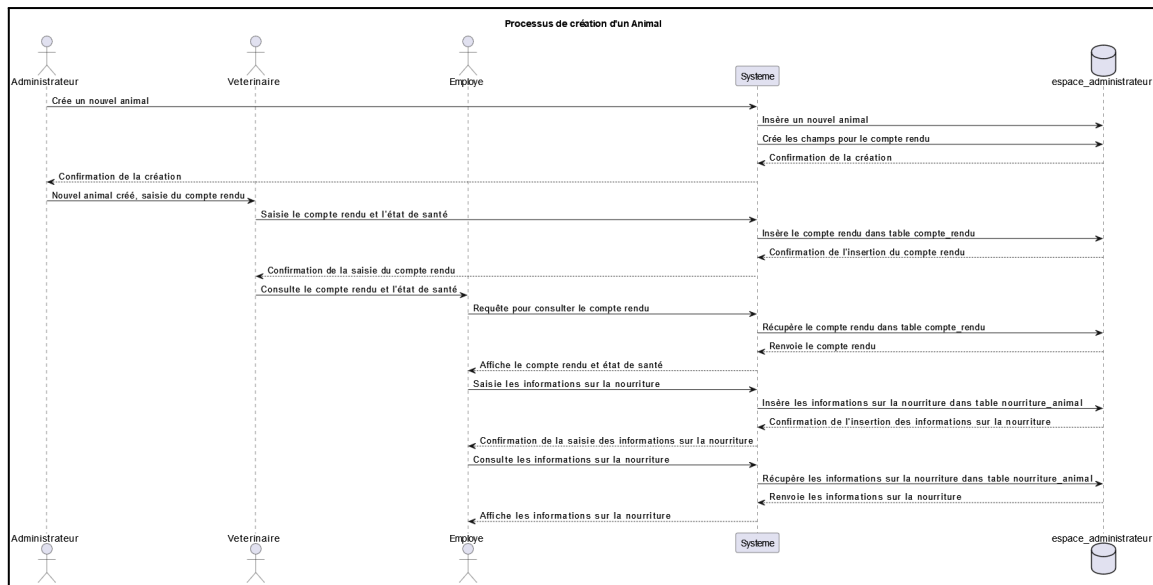 Processus de création d'un Animal
Administrateur
Veterinaire
Employe
Systeme
espace_administrateur
Crée un nouvel animal
Insère un nouvel animal
Crée les champs pour le compte rendu
Confirmation de la création
Confirmation de la création
Nouvel animal créé, saisie du compte rendu
Saisie le compte rendu et l'état de santé
Insère le compte rendu dans table compte_rendu
Confirmation de l'insertion du compte rendu
Confirmation de la saisie du compte rendu
Consulte le compte rendu et l'état de santé
Requête pour consulter le compte rendu
Récupère le compte rendu dans table compte_rendu
Renvoie le compte rendu
Affiche le compte rendu et état de santé
Saisie les informations sur la nourriture
Insère les informations sur la nourriture dans table nourriture_animal
Confirmation de l'insertion des informations sur la nourriture
Confirmation de la saisie des informations sur la nourriture
Consulte les informations sur la nourriture
Récupère les informations sur la nourriture dans table nourriture_animal
Renvoie les informations sur la nourriture
Affiche les informations sur la nourriture
Administrateur
Veterinaire
Employe
Systeme
espace_administrateur